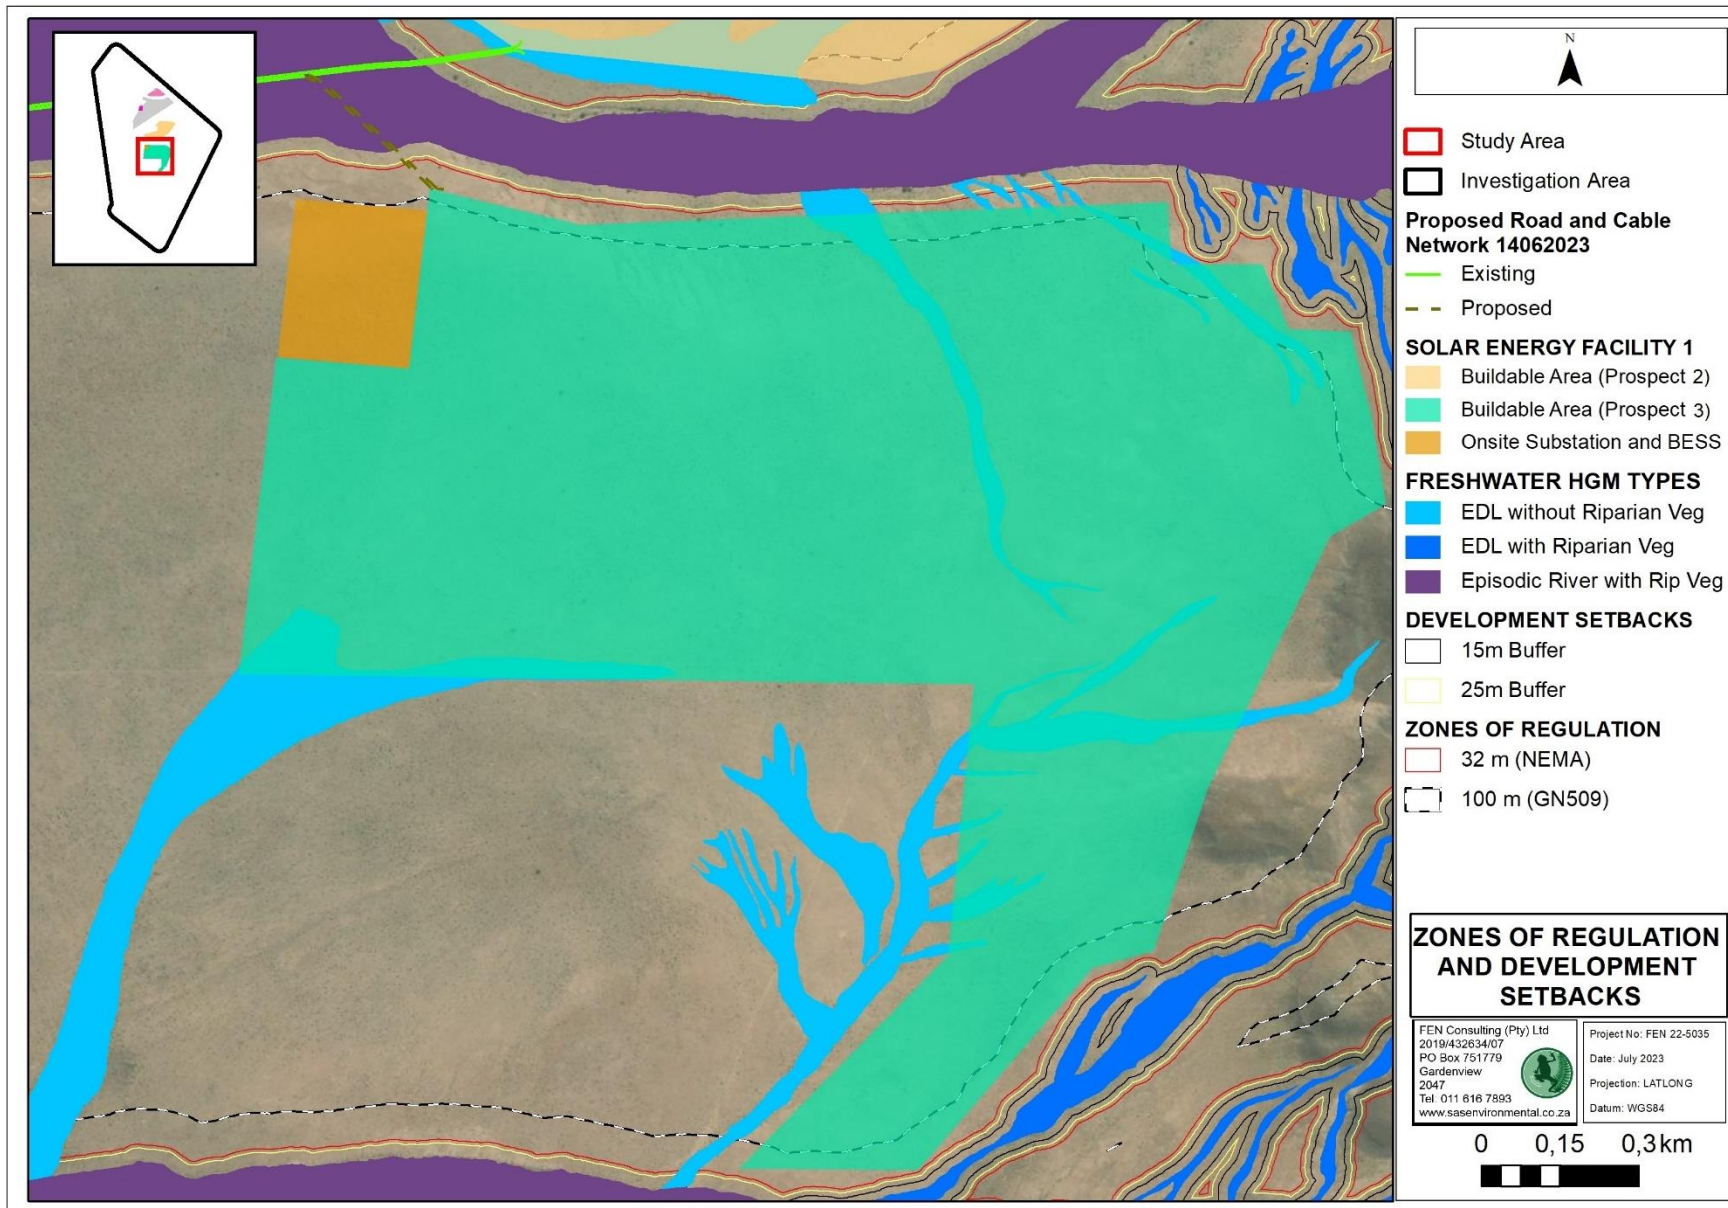 N
Study Area
Investigation Area
Proposed Road and Cable
Network 14062023
Existing
Proposed
SOLAR ENERGY FACILITY 1
Buildable Area (Prospect 2)
Buildable Area (Prospect 3)
Onsite Substation and BESS
FRESHWATER HGM TYPES
EDL without Riparian Veg
EDL with Riparian Veg
Episodic River with Rip Veg
DEVELOPMENT SETBACKS
15m Buffer
25m Buffer
ZONES OF REGULATION
32 m (NEMA)
100 m (GN509)
ZONES OF REGULATION
AND DEVELOPMENT
SETBACKS
FEN Consulting (Pty) Ltd
2019/432634/07
PO Box 751779
Gardenview
2047
Tel: 011 616 7893
www.sasenvironmental.co.za
Project No: FEN 22-5035
Date: July 2023
Projection: LATLONG
Datum: WGS84
0 0,15 0,3 km